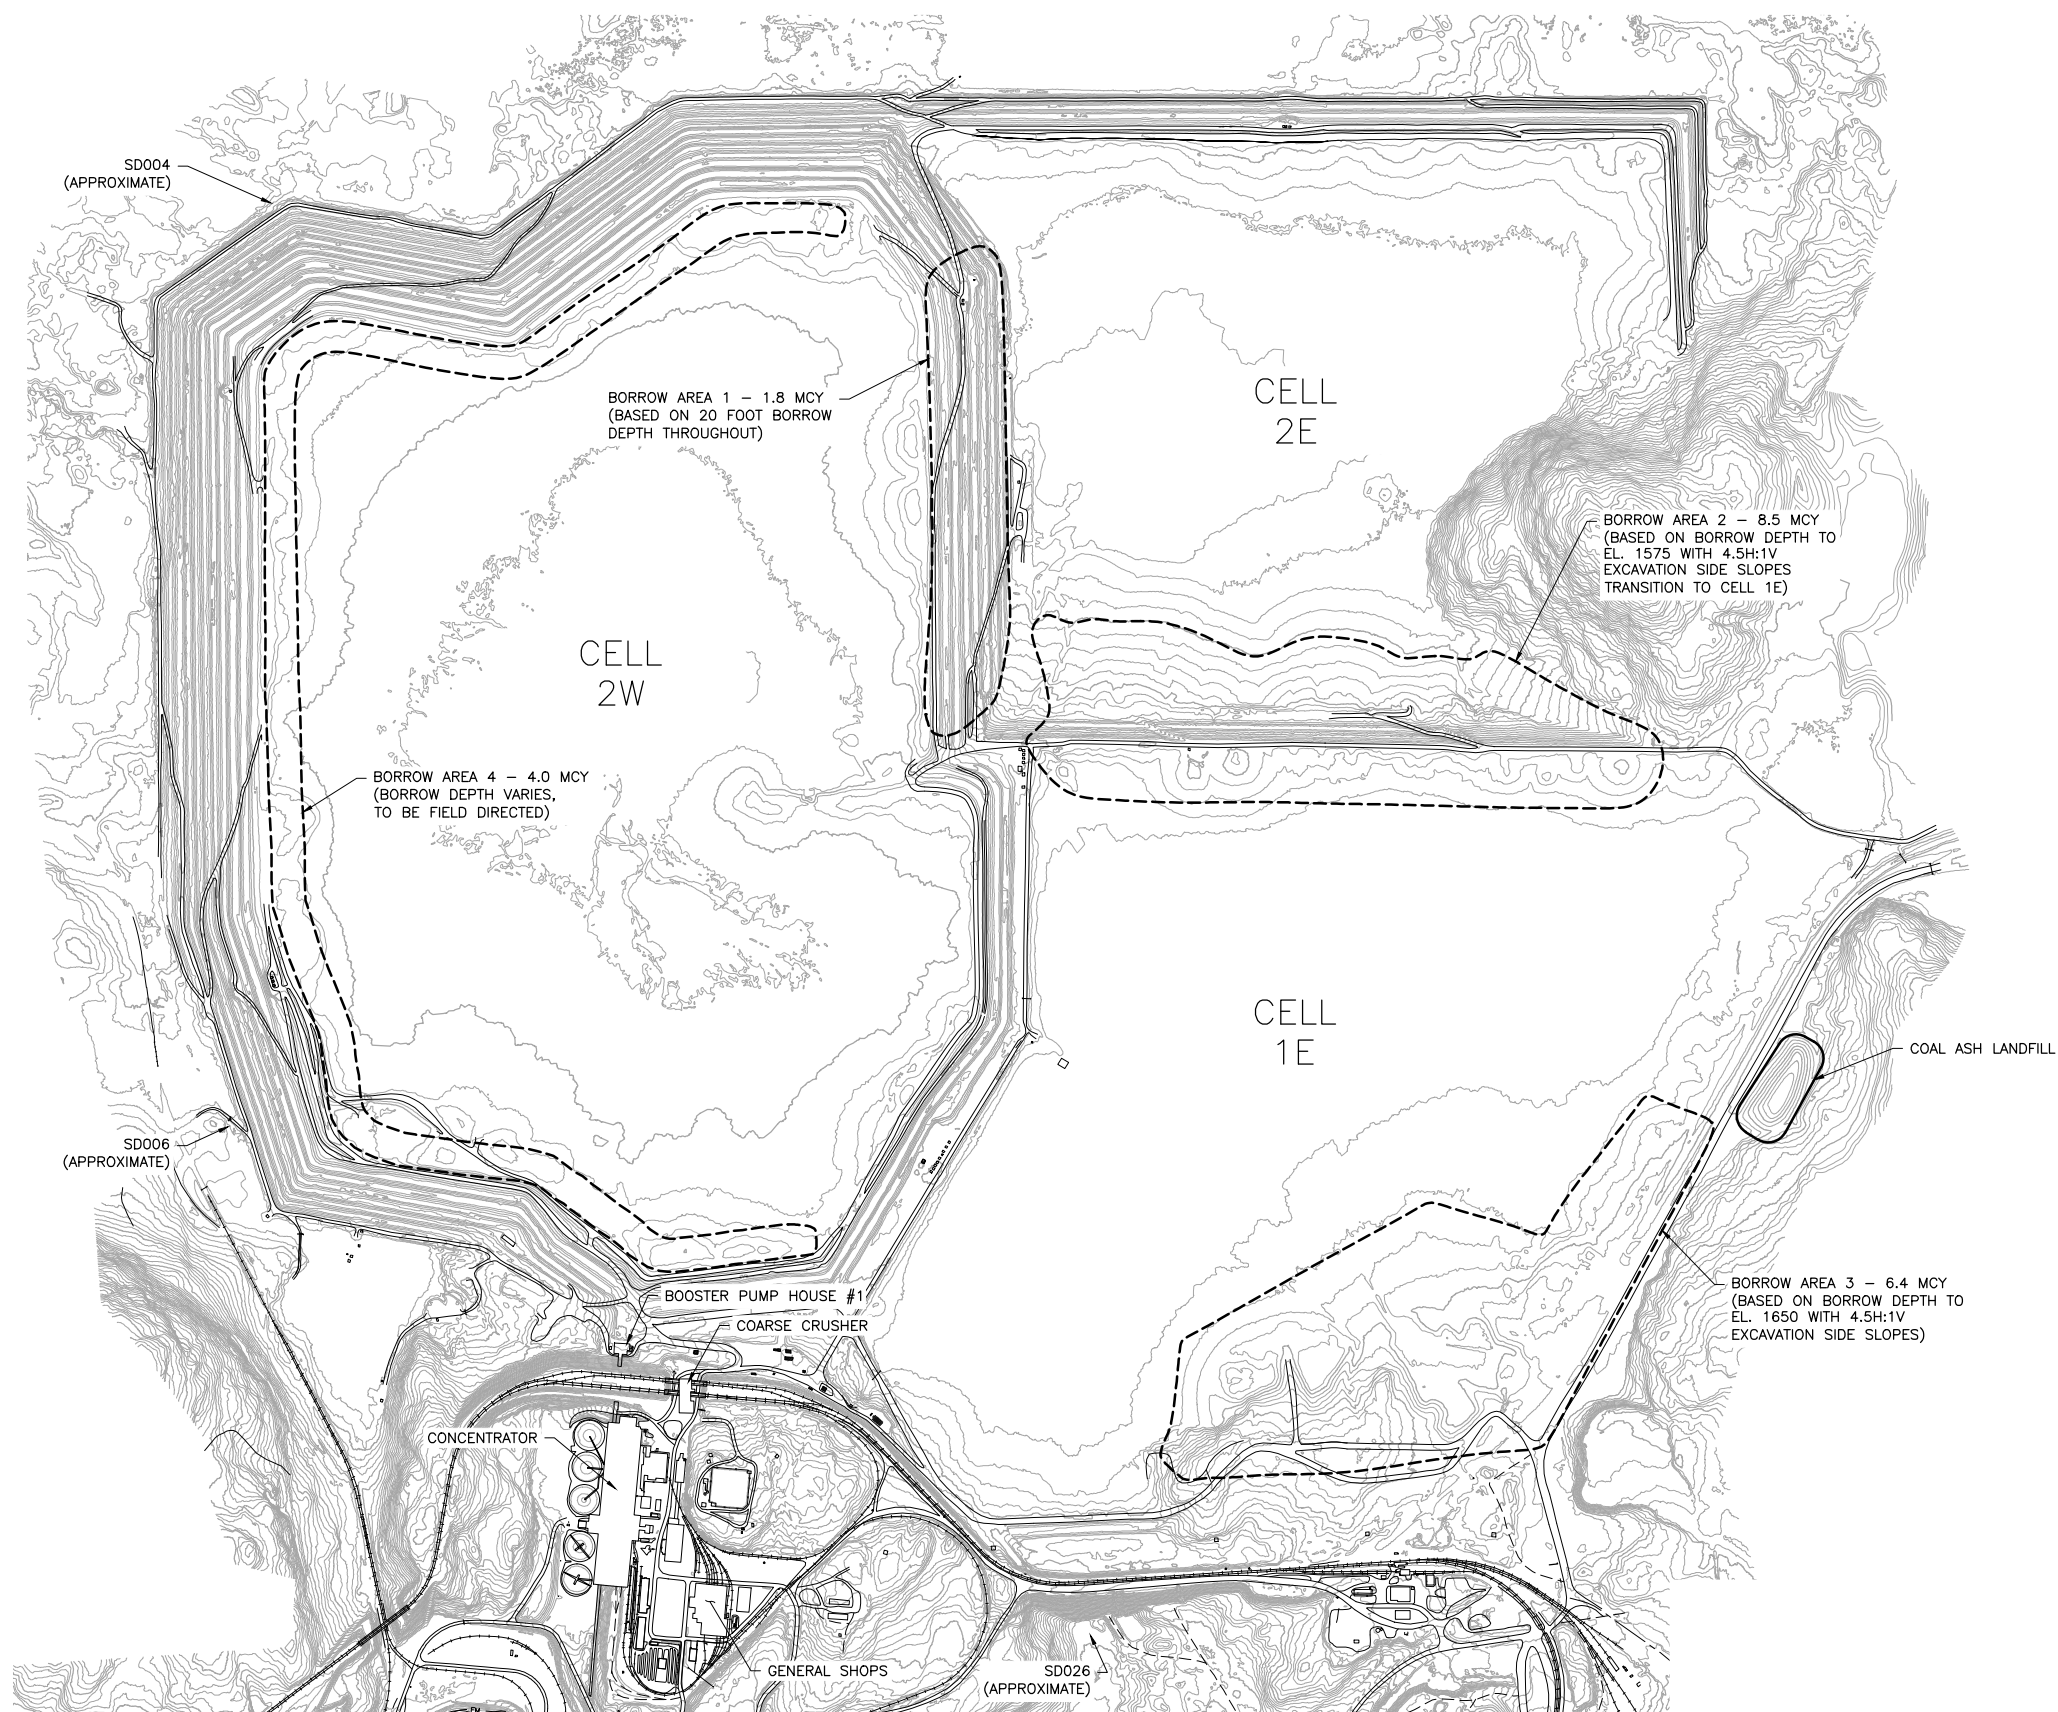 SD004
(APPROXIMATE)
BORROW AREA 1 – 1.8 MCY
(BASED ON 20 FOOT BORROW
DEPTH THROUGHOUT)
CELL
2E
BORROW AREA 2 – 8.5 MCY
(BASED ON BORROW DEPTH TO
EL. 1575 WITH 4.5H:1V
EXCAVATION SIDE SLOPES
TRANSITION TO CELL 1E)
CELL
2W
BORROW AREA 4 – 4.0 MCY
(BORROW DEPTH VARIES,
TO BE FIELD DIRECTED)
CELL
1E
COAL ASH LANDFILL
SD006
(APPROXIMATE)
BORROW AREA 3 – 6.4 MCY
(BASED ON BORROW DEPTH TO
EL. 1650 WITH 4.5H:1V
EXCAVATION SIDE SLOPES)
BOOSTER PUMP HOUSE #1
COARSE CRUSHER
CONCENTRATOR
GENERAL SHOPS
SD026
(APPROXIMATE)